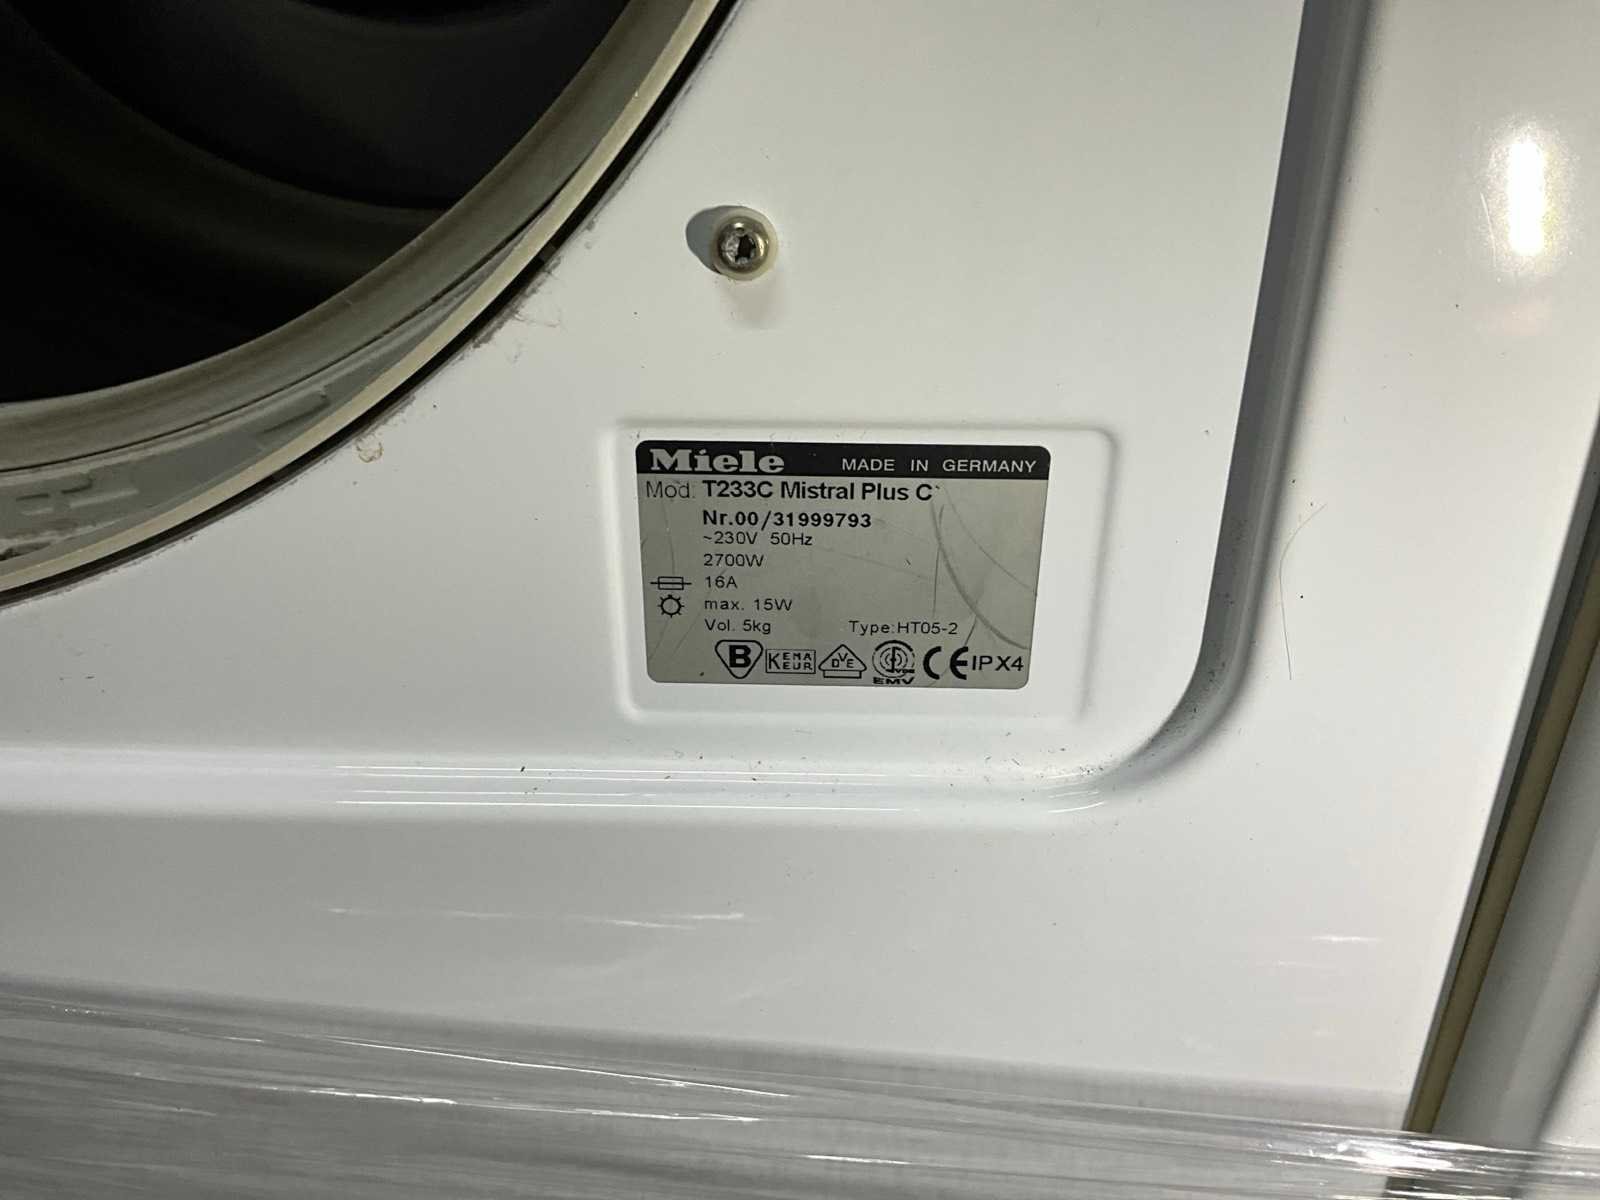 Miele MADE IN GERMANY
Mod: T233C Mistral Plus C
Nr.00/31999793
~230V 50Hz
2700W
16A
max. 15W
Vol. 5kg Type:HT05-2
B KEMA KEUR DVE EMV CE IPX4